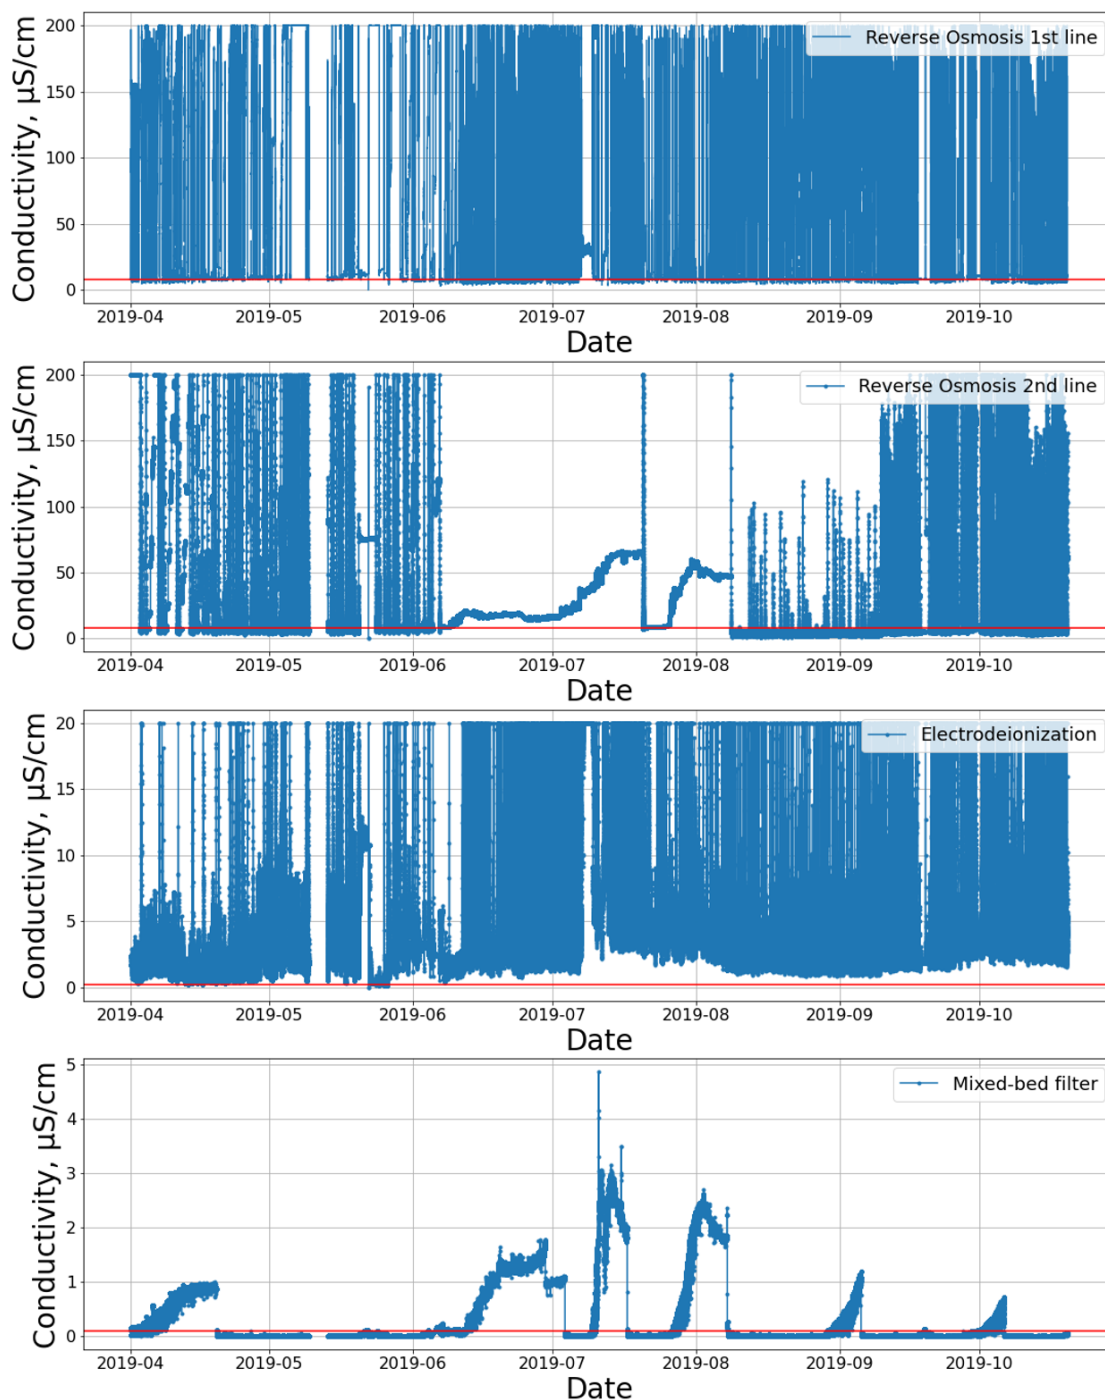 Conductivity, µS/cm
200
150
100
50
0
Reverse Osmosis 1st line
2019-04 2019-05 2019-06 2019-07 2019-08 2019-09 2019-10
Date
Conductivity, µS/cm
200
150
100
50
0
Reverse Osmosis 2nd line
2019-04 2019-05 2019-06 2019-07 2019-08 2019-09 2019-10
Date
Conductivity, µS/cm
20
15
10
5
0
Electrodeionization
2019-04 2019-05 2019-06 2019-07 2019-08 2019-09 2019-10
Date
Conductivity, µS/cm
5
4
3
2
1
0
Mixed-bed filter
2019-04 2019-05 2019-06 2019-07 2019-08 2019-09 2019-10
Date